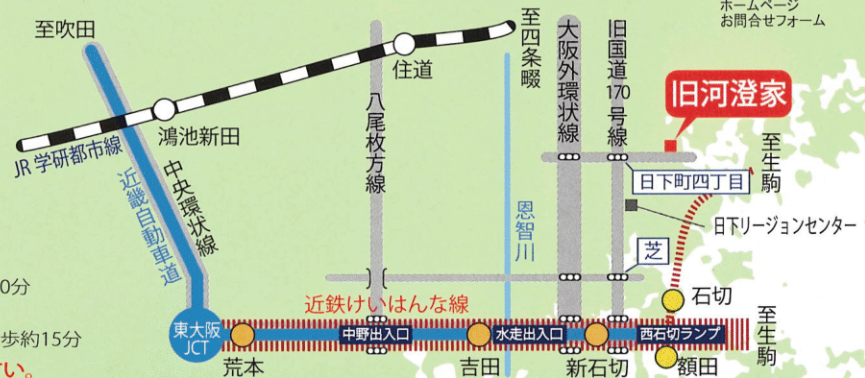 ホームページ
お問合せフォーム
至吹田
住道
至四条畷
大阪外環状線
旧国道170号線
旧河澄家
鴻池新田
JR学研都市線
近畿自動車道
中央環状線
八尾枚方線
恩智川
至生駒
日下町四丁目
日下リージョンセンター
芝
0分
歩約15分
さい。
近鉄けいはんな線
石切
東大阪
JCT
荒本
中野出入口
吉田
水走出入口
新石切
西石切ランプ
額田
至生駒